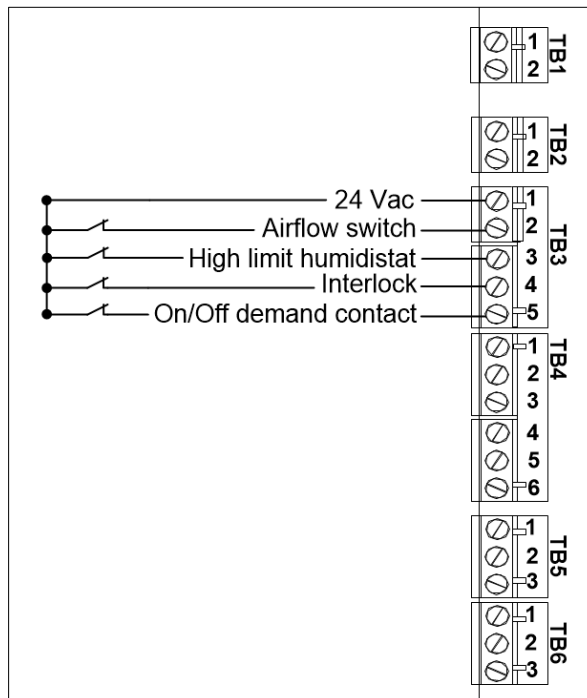 1
2
TB1
1
2
TB2
24 Vac
1
Airflow switch
2
High limit humidistat
3
Interlock
4
On/Off demand contact
5
TB3
1
2
3
4
5
6
TB4
1
2
3
TB5
1
2
3
TB6